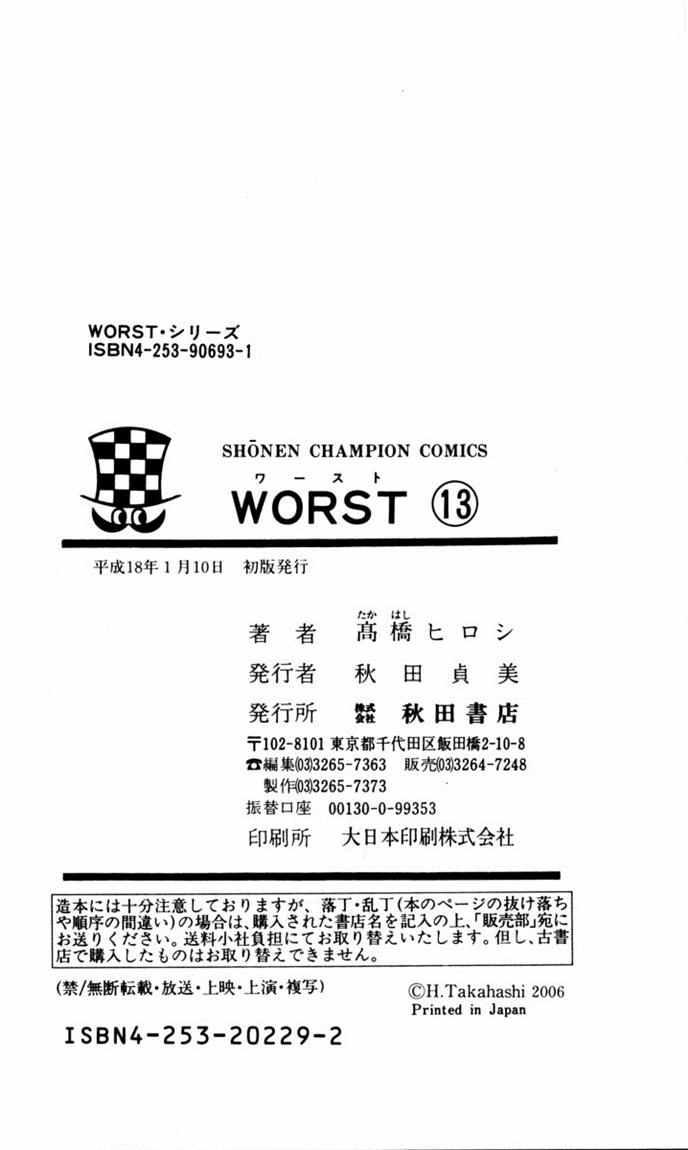 WORST・シリーズ
ISBN4-253-90693-1
SHŌNEN CHAMPION COMICS
ワースト
WORST ⑬
平成18年1月10日 初版発行
たか はし
著者 髙橋ヒロシ
発行者 秋田貞美
発行所 株式会社 秋田書店
〒102-8101 東京都千代田区飯田橋2-10-8
☎編集(03)3265-7363 販売(03)3264-7248
製作(03)3265-7373
振替口座 00130-0-99353
印刷所 大日本印刷株式会社
造本には十分注意しておりますが、落丁・乱丁(本のページの抜け落ち
や順序の間違い)の場合は、購入された書店名を記入の上、「販売部」宛に
お送りください。送料小社負担にてお取り替えいたします。但し、古書
店で購入したものはお取り替えできません。
(禁/無断転載・放送・上映・上演・複写)
©H.Takahashi 2006
Printed in Japan
ISBN4-253-20229-2